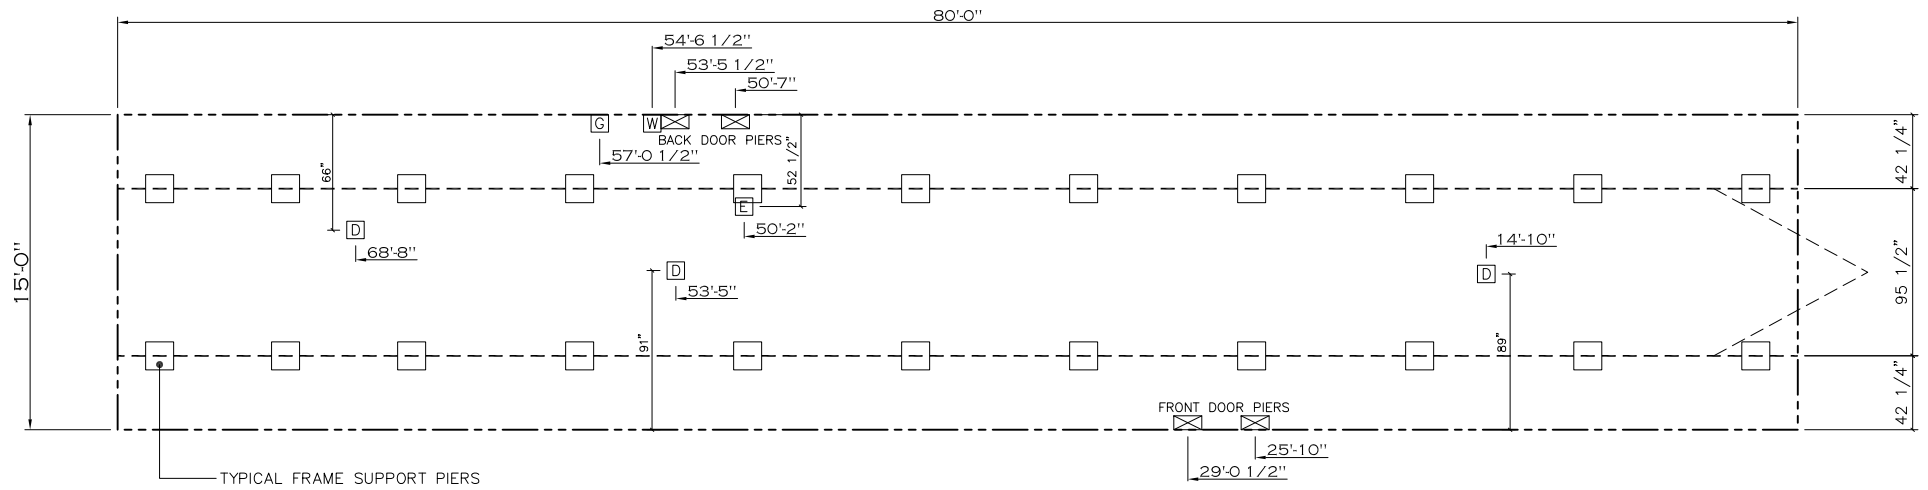 80'-0"
54'-6 1/2"
53'-5 1/2"
50'-7"
G
W
BACK DOOR PIERS
57'-0 1/2"
52 1/2"
66"
42 1/4"
E
50'-2"
D
68'-8"
14'-10"
D
53'-5"
D
15'-0"
95 1/2"
91"
89"
42 1/4"
FRONT DOOR PIERS
25'-10"
29'-0 1/2"
TYPICAL FRAME SUPPORT PIERS